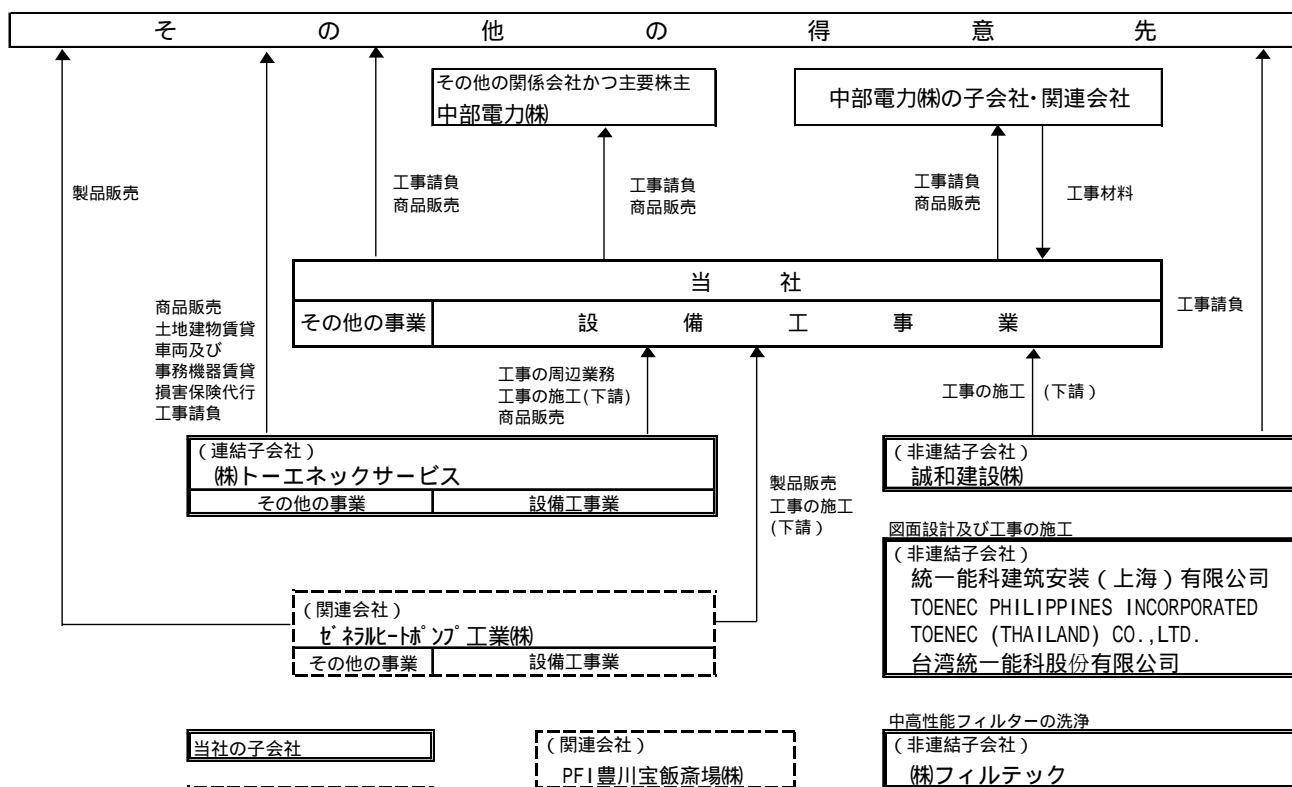 その他の得意先
その他の関係会社かつ主要株主
中部電力㈱
中部電力㈱の子会社・関連会社
製品販売
工事請負
商品販売
工事請負
商品販売
工事請負
商品販売
工事材料
当社
その他の事業
設備工事業
工事請負
商品販売
土地建物賃貸
車両及び
事務機器賃貸
損害保険代行
工事請負
工事の周辺業務
工事の施工(下請)
商品販売
工事の施工 (下請)
(連結子会社)
㈱トーエネックサービス
その他の事業
設備工事業
製品販売
工事の施工
(下請)
(非連結子会社)
誠和建設㈱
図面設計及び工事の施工
(非連結子会社)
統一能科建筑安装(上海)有限公司
TOENEC PHILIPPINES INCORPORATED
TOENEC (THAILAND) CO.,LTD.
台湾統一能科股份有限公司
(関連会社)
ゼネラルヒートポンプ工業㈱
その他の事業
設備工事業
当社の子会社
(関連会社)
PFI豊川宝飯斎場㈱
中高性能フィルターの洗浄
(非連結子会社)
㈱フィルテック